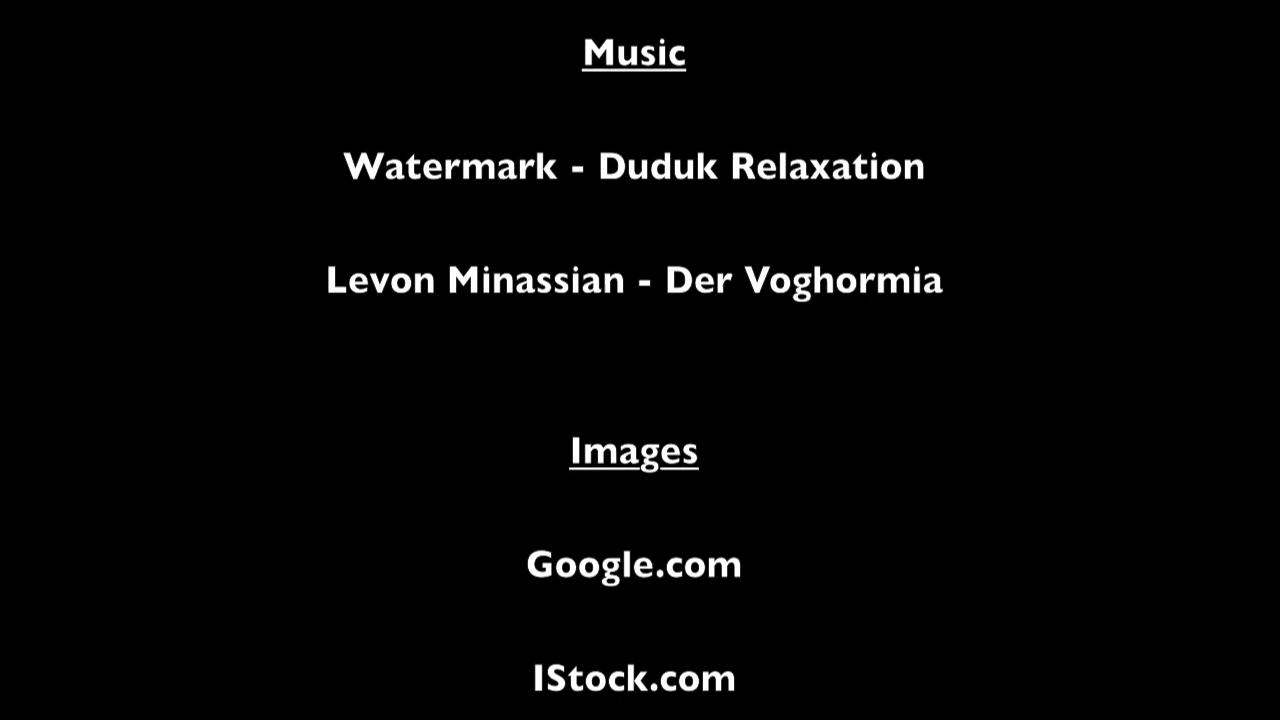 Music
Watermark - Duduk Relaxation
Levon Minassian - Der Voghormia
Images
Google.com
IStock.com